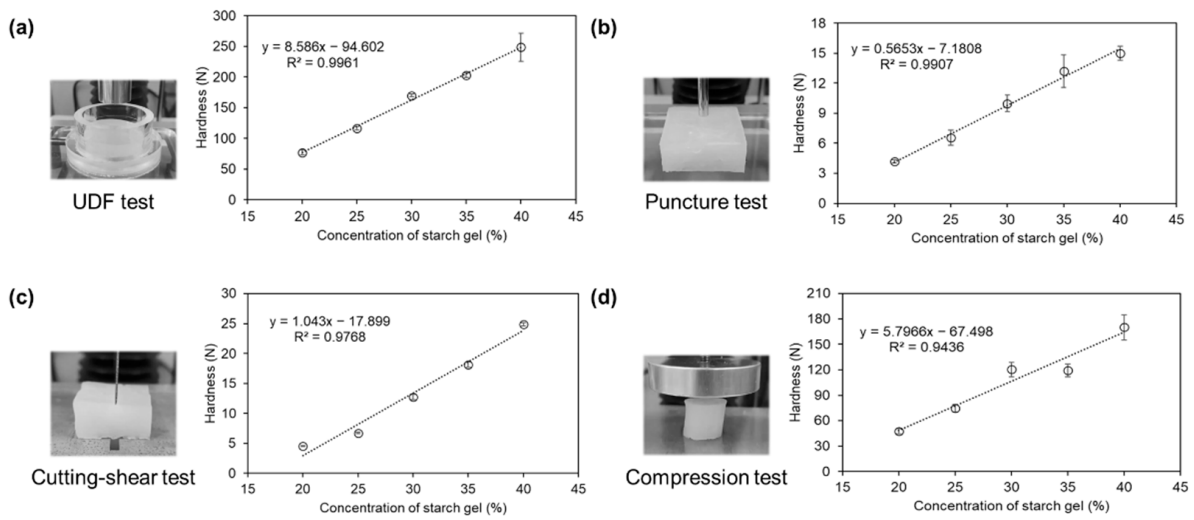 (a)
UDF test
Hardness (N)
300
250
200
150
100
50
0
y = 8.586x − 94.602
R² = 0.9961
15 20 25 30 35 40 45
Concentration of starch gel (%)
(b)
Puncture test
Hardness (N)
18
15
12
9
6
3
0
y = 0.5653x − 7.1808
R² = 0.9907
15 20 25 30 35 40 45
Concentration of starch gel (%)
(c)
Cutting-shear test
Hardness (N)
30
25
20
15
10
5
0
y = 1.043x − 17.899
R² = 0.9768
15 20 25 30 35 40 45
Concentration of starch gel (%)
(d)
Compression test
Hardness (N)
210
180
150
120
90
60
30
0
y = 5.7966x − 67.498
R² = 0.9436
15 20 25 30 35 40 45
Concentration of starch gel (%)